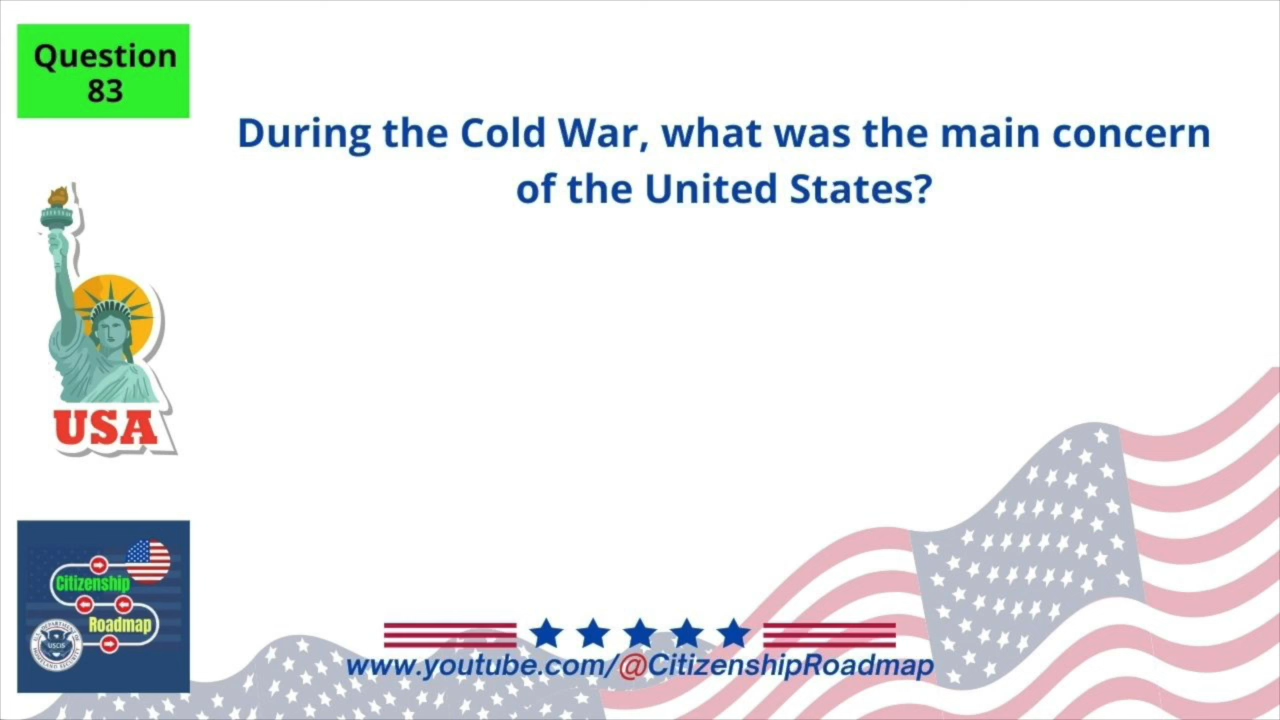 Question
83
During the Cold War, what was the main concern
of the United States?
USA
Citizenship
Roadmap
USCIS
www.youtube.com/@CitizenshipRoadmap